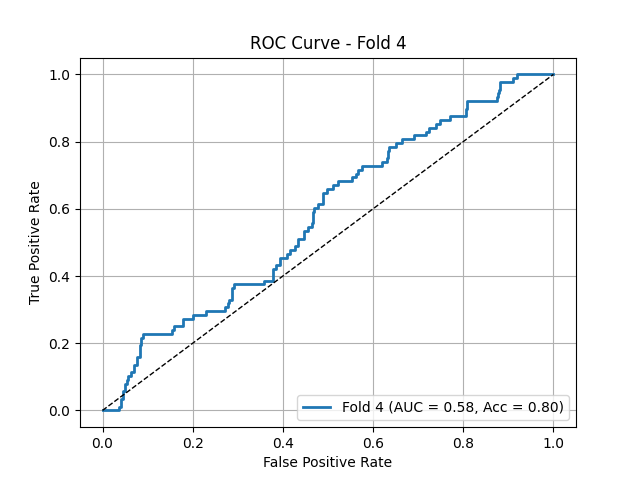 ROC Curve - Fold 4
True Positive Rate
1.0
0.8
0.6
0.4
0.2
0.0
Fold 4 (AUC = 0.58, Acc = 0.80)
0.0 0.2 0.4 0.6 0.8 1.0
False Positive Rate